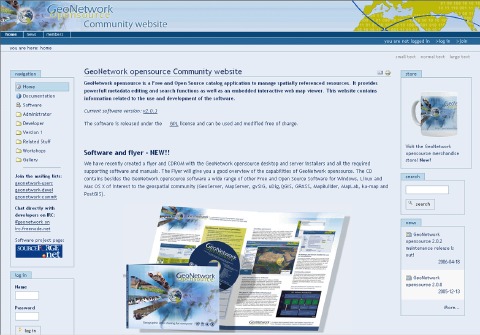 GeoNetwork
opensource
Community website
home news members
you are not logged in log in join
you are here: home
small text normal text large text
navigation
Home
Documentation
Software
Administrator
Developer
Version 1
Related Stuff
Workshops
Gallery
Join the mailing lists:
geonetwork-users
geonetwork-devel
geonetwork-commit
Chat directly with
developers on IRC:
#geonetwork on
irc.freenode.net
Software project page:
SOURCEFORGE
.net
log in
Name
Password
log in
GeoNetwork opensource Community website
GeoNetwork opensource is a Free and Open Source catalog application to manage spatially referenced resources. It provides
powerfull metadata editing and search functions as well as an embedded interactive web map viewer. This website contains
information related to the use and development of the software.
Current software version: v2.0.3
The software is released under the GPL license and can be used and modified free of charge.
Software and flyer - NEW!!
We have recently created a flyer and CDROM with the GeoNetwork opensource desktop and server installers and all the required
supporting software and manuals. The Flyer will give you a good overview of the capabilities of GeoNetwork opensource. The CD
contains besides the GeoNetwork opensource software a wide range of other Free and Open Source Software for Windows, Linux and
Mac OS X of interest to the geospatial community (GeoServer, MapServer, gvSIG, uDig, QGIS, GRASS, Mapbuilder, MapLab, ka-map and
PostGIS).
GeoNetwork
opensource
store
Visit the GeoNetwork
opensource merchandise
store! New!
search
search
news
GeoNetwork
opensource 2.0.2
maintenance release is
out!
2006-04-18
GeoNetwork
opensource 2.0.0
2005-12-13
More...